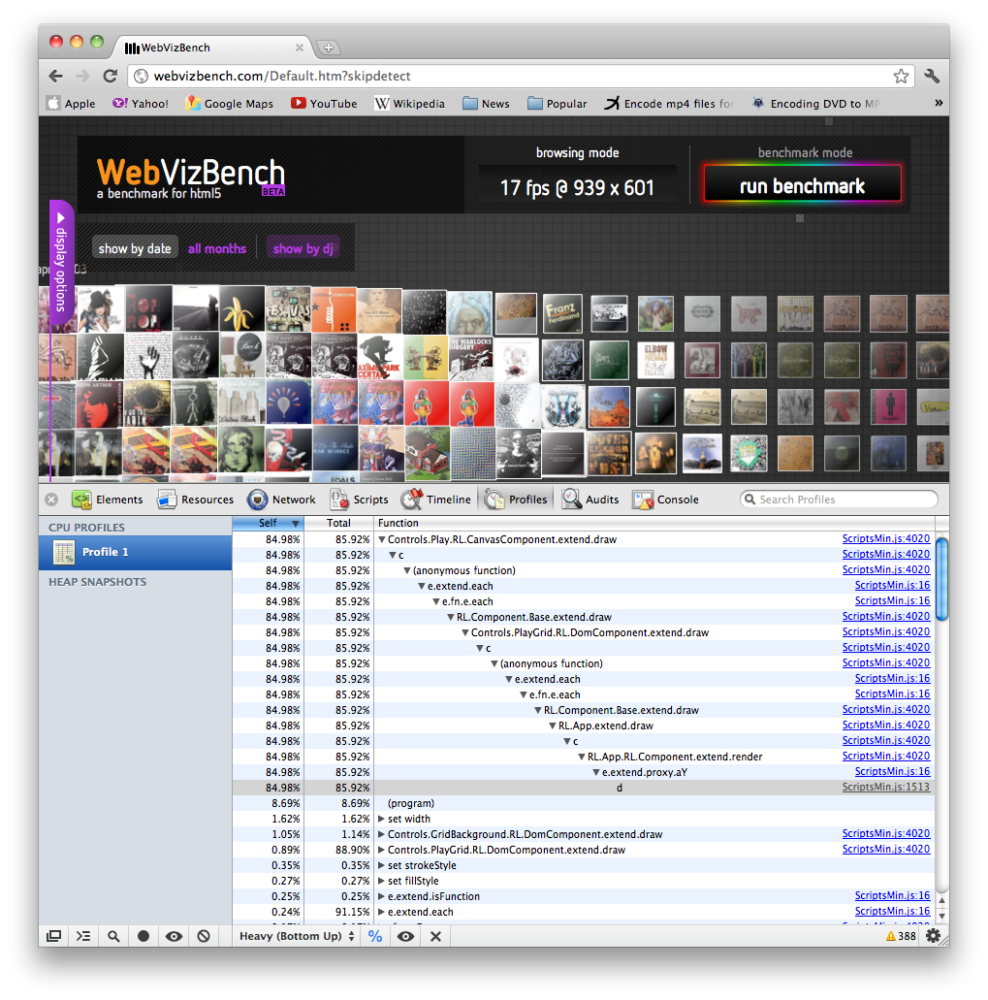 WebVizBench
webvizbench.com/Default.htm?skipdetect
Apple Yahoo! Google Maps YouTube Wikipedia News Popular Encode mp4 files for Encoding DVD to MP »
WebVizBench
a benchmark for html5 BETA
browsing mode
17 fps @ 939 x 601
benchmark mode
run benchmark
display options
show by date all months show by dj
Franz
Ferdinand
THE WARLOCKS
SURGERY
ELBOW
FOALS
Elements Resources Network Scripts Timeline Profiles Audits Console Search Profiles
CPU PROFILES
Profile 1
HEAP SNAPSHOTS
Self Total Function
84.98% 85.92% Controls.Play.RL.CanvasComponent.extend.draw ScriptsMin.js:4020
84.98% 85.92% c ScriptsMin.js:4020
84.98% 85.92% (anonymous function) ScriptsMin.js:4020
84.98% 85.92% e.extend.each ScriptsMin.js:16
84.98% 85.92% e.fn.e.each ScriptsMin.js:16
84.98% 85.92% RL.Component.Base.extend.draw ScriptsMin.js:4020
84.98% 85.92% Controls.PlayGrid.RL.DomComponent.extend.draw ScriptsMin.js:4020
84.98% 85.92% c ScriptsMin.js:4020
84.98% 85.92% (anonymous function) ScriptsMin.js:4020
84.98% 85.92% e.extend.each ScriptsMin.js:16
84.98% 85.92% e.fn.e.each ScriptsMin.js:16
84.98% 85.92% RL.Component.Base.extend.draw ScriptsMin.js:4020
84.98% 85.92% RL.App.extend.draw ScriptsMin.js:4020
84.98% 85.92% c ScriptsMin.js:4020
84.98% 85.92% RL.App.RL.Component.extend.render ScriptsMin.js:4020
84.98% 85.92% e.extend.proxy.aY ScriptsMin.js:16
84.98% 85.92% d ScriptsMin.js:1513
8.69% 8.69% (program)
1.62% 1.62% set width
1.05% 1.14% Controls.GridBackground.RL.DomComponent.extend.draw ScriptsMin.js:4020
0.89% 88.90% Controls.PlayGrid.RL.DomComponent.extend.draw ScriptsMin.js:4020
0.35% 0.35% set strokeStyle
0.27% 0.27% set fillStyle
0.25% 0.25% e.extend.isFunction ScriptsMin.js:16
0.24% 91.15% e.extend.each ScriptsMin.js:16
Heavy (Bottom Up) % 388